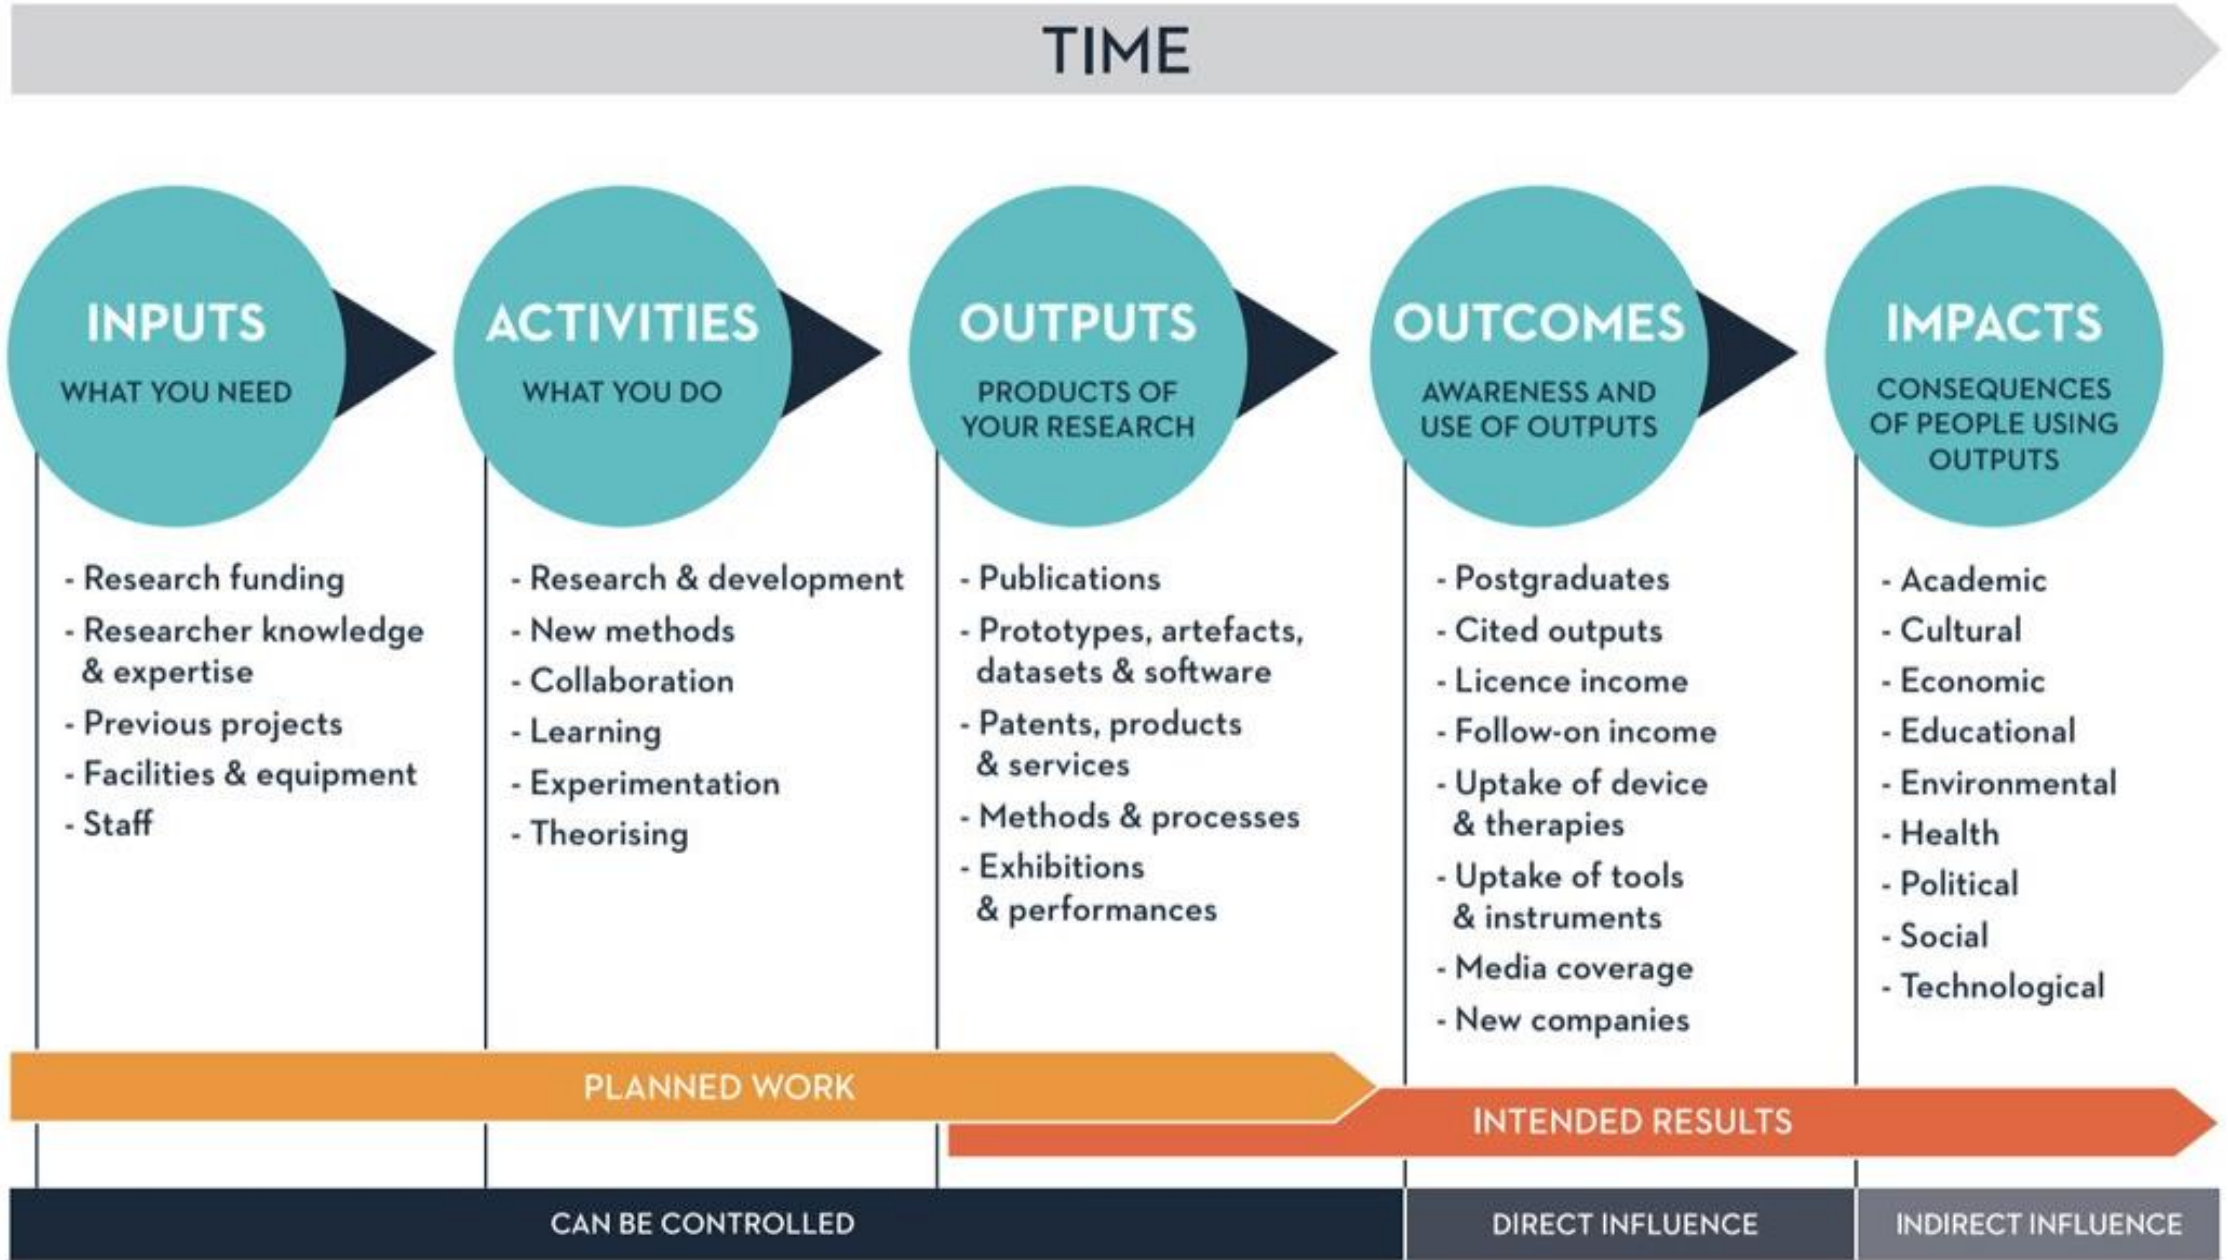 TIME
INPUTS
WHAT YOU NEED
- Research funding
- Researcher knowledge
& expertise
- Previous projects
- Facilities & equipment
- Staff
ACTIVITIES
WHAT YOU DO
- Research & development
- New methods
- Collaboration
- Learning
- Experimentation
- Theorising
OUTPUTS
PRODUCTS OF
YOUR RESEARCH
- Publications
- Prototypes, artefacts,
datasets & software
- Patents, products
& services
- Methods & processes
- Exhibitions
& performances
OUTCOMES
AWARENESS AND
USE OF OUTPUTS
- Postgraduates
- Cited outputs
- Licence income
- Follow-on income
- Uptake of device
& therapies
- Uptake of tools
& instruments
- Media coverage
- New companies
IMPACTS
CONSEQUENCES
OF PEOPLE USING
OUTPUTS
- Academic
- Cultural
- Economic
- Educational
- Environmental
- Health
- Political
- Social
- Technological
PLANNED WORK
INTENDED RESULTS
CAN BE CONTROLLED
DIRECT INFLUENCE
INDIRECT INFLUENCE